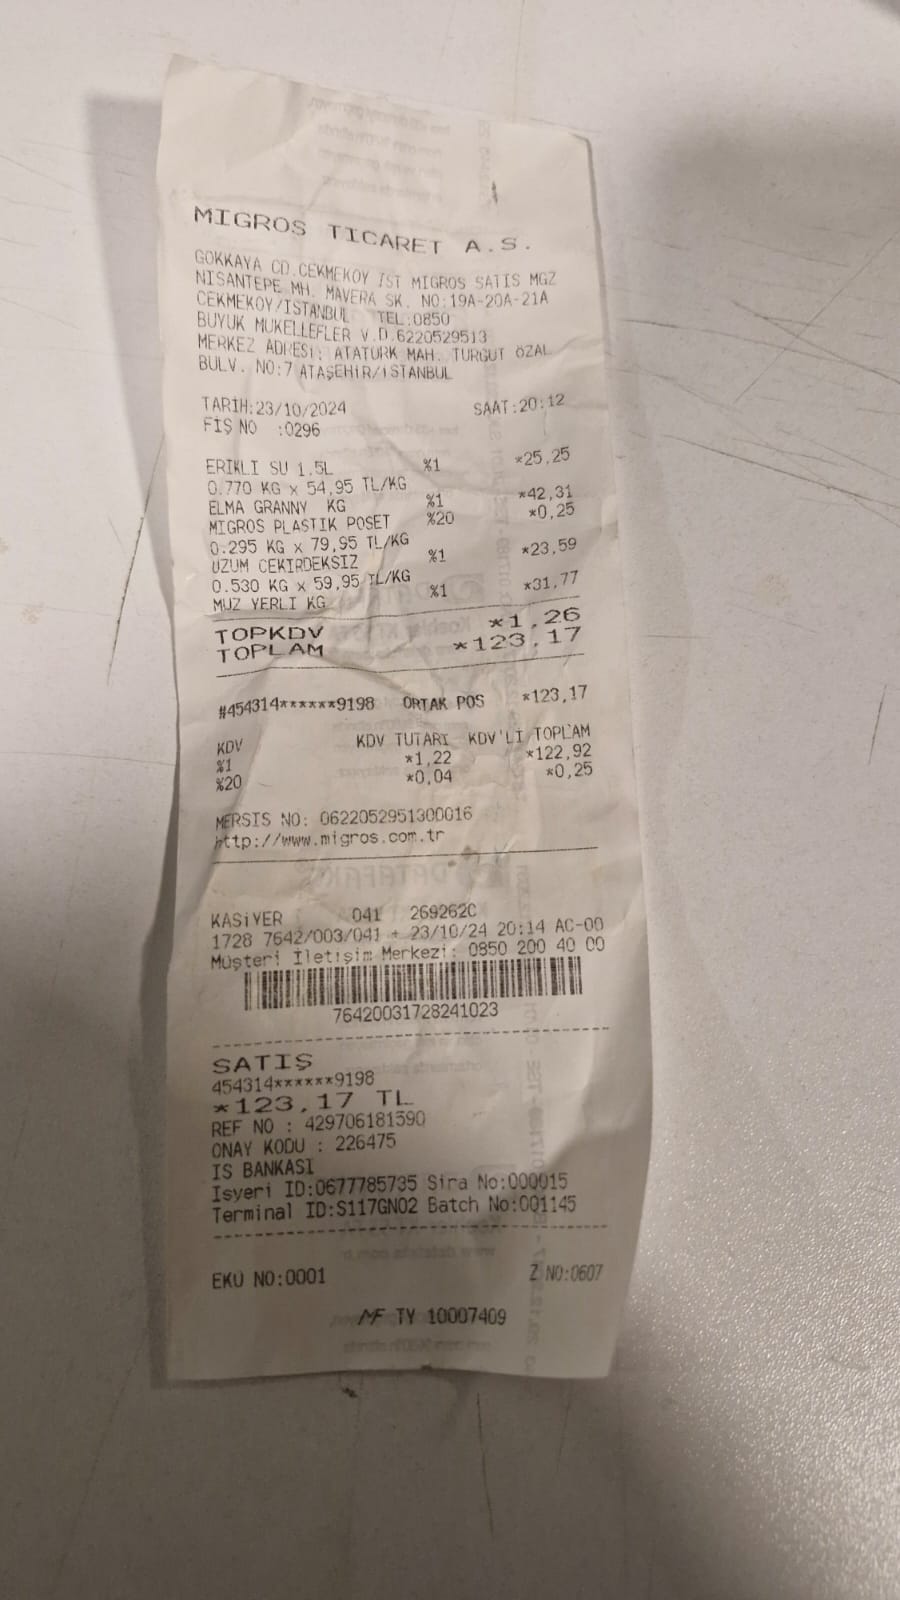 MIGROS TICARET A.S.
GOKKAYA CD.CEKMEKOY IST MIGROS SATIS MGZ
NISANTEPE MH. MAVERA SK. NO:19A-20A-21A
CEKMEKOY/ISTANBUL TEL:0850
BUYUK MUKELLEFLER V.D.6220529513
MERKEZ ADRESİ: ATATÜRK MAH. TURGUT ÖZAL
BULV. NO:7 ATAŞEHİR/İSTANBUL
TARİH:23/10/2024 SAAT:20:12
FİŞ NO :0296
ERIKLI SU 1.5L %1 *25,25
0.770 KG x 54,95 TL/KG
ELMA GRANNY KG %1 *42,31
MIGROS PLASTIK POSET %20 *0,25
0.295 KG x 79,95 TL/KG
UZUM CEKIRDEKSIZ %1 *23,59
0.530 KG x 59,95 TL/KG
MUZ YERLI KG %1 *31,77
TOPKDV *1,26
TOPLAM *123,17
#454314******9198 ORTAK POS *123,17
KDV KDV TUTARI KDV'LI TOPLAM
%1 *1,22 *122,92
%20 *0,04 *0,25
MERSIS NO: 0622052951300016
http://www.migros.com.tr
KASİYER 041 269262C
1728 7642/003/041 + 23/10/24 20:14 AC-00
Müşteri İletişim Merkezi: 0850 200 40 00
76420031728241023
SATIŞ
454314******9198
*123,17 TL
REF NO : 429706181590
ONAY KODU : 226475
IS BANKASI
Isyeri ID:0677785735 Sira No:000015
Terminal ID:S117GN02 Batch No:001145
EKÜ NO:0001 Z NO:0607
MF TY 10007409